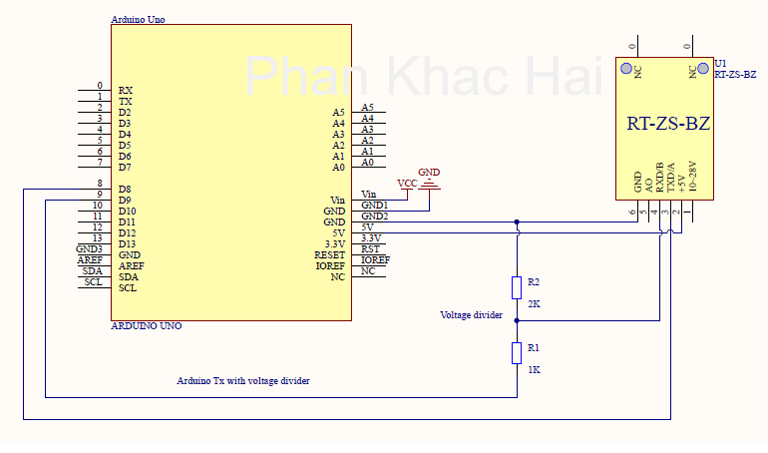 Arduino Uno
Phan Khac Hai
0 RX
1 TX
2 D2
3 D3
4 D4
5 D5
6 D6
7 D7
8 D8
9 D9
10 D10
11 D11
12 D12
13 D13
GND3 GND
AREF AREF
SDA SDA
SCL SCL
A5 A5
A4 A4
A3 A3
A2 A2
A1 A1
A0 A0
Vin Vin
GND GND1
GND GND2
5V 5V
3.3V 3.3V
RESET RST
IOREF IOREF
NC NC
ARDUINO UNO
VCC
GND
0
0
NC
NC
U1
RT-ZS-BZ
RT-ZS-BZ
GND
AO
RXD/B
TXD/A
+5V
10~28V
6
5
4
3
2
1
R2
2K
Voltage divider
R1
1K
Arduino Tx with voltage divider